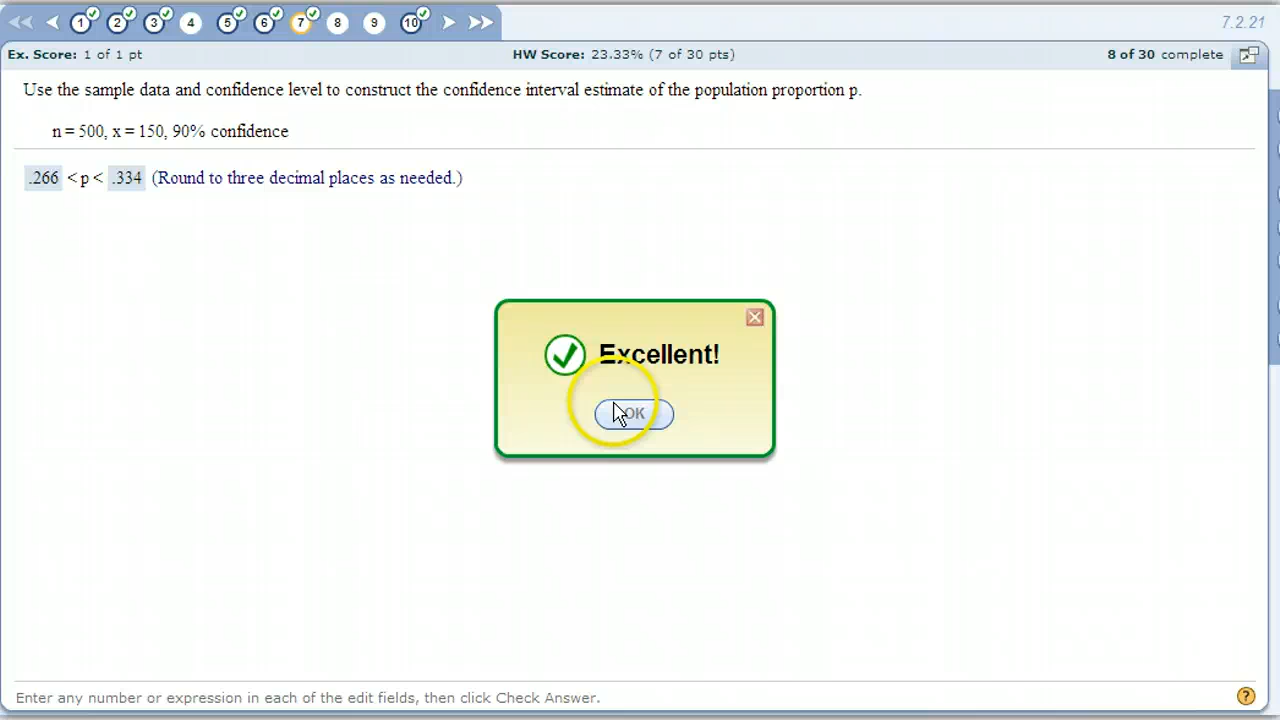 1 2 3 4 5 6 7 8 9 10
7.2.21
Ex. Score: 1 of 1 pt HW Score: 23.33% (7 of 30 pts) 8 of 30 complete
Use the sample data and confidence level to construct the confidence interval estimate of the population proportion p.
n = 500, x = 150, 90% confidence
.266 < p < .334 (Round to three decimal places as needed.)
Excellent!
OK
Enter any number or expression in each of the edit fields, then click Check Answer.
?